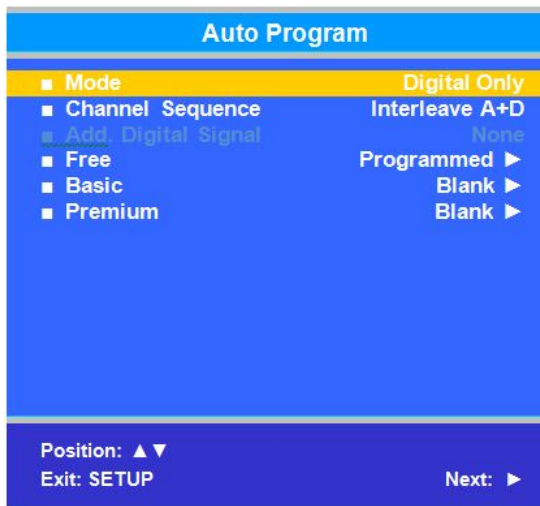 Auto Program
■ Mode Digital Only
■ Channel Sequence Interleave A+D
■ Add. Digital Signal None
■ Free Programmed ►
■ Basic Blank ►
■ Premium Blank ►
Position: ▲▼
Exit: SETUP Next: ►